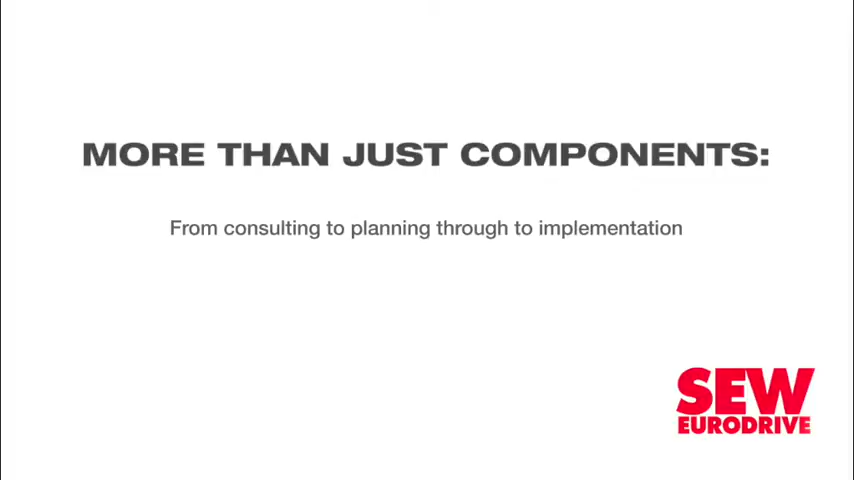 MORE THAN JUST COMPONENTS:
From consulting to planning through to implementation
SEW
EURODRIVE